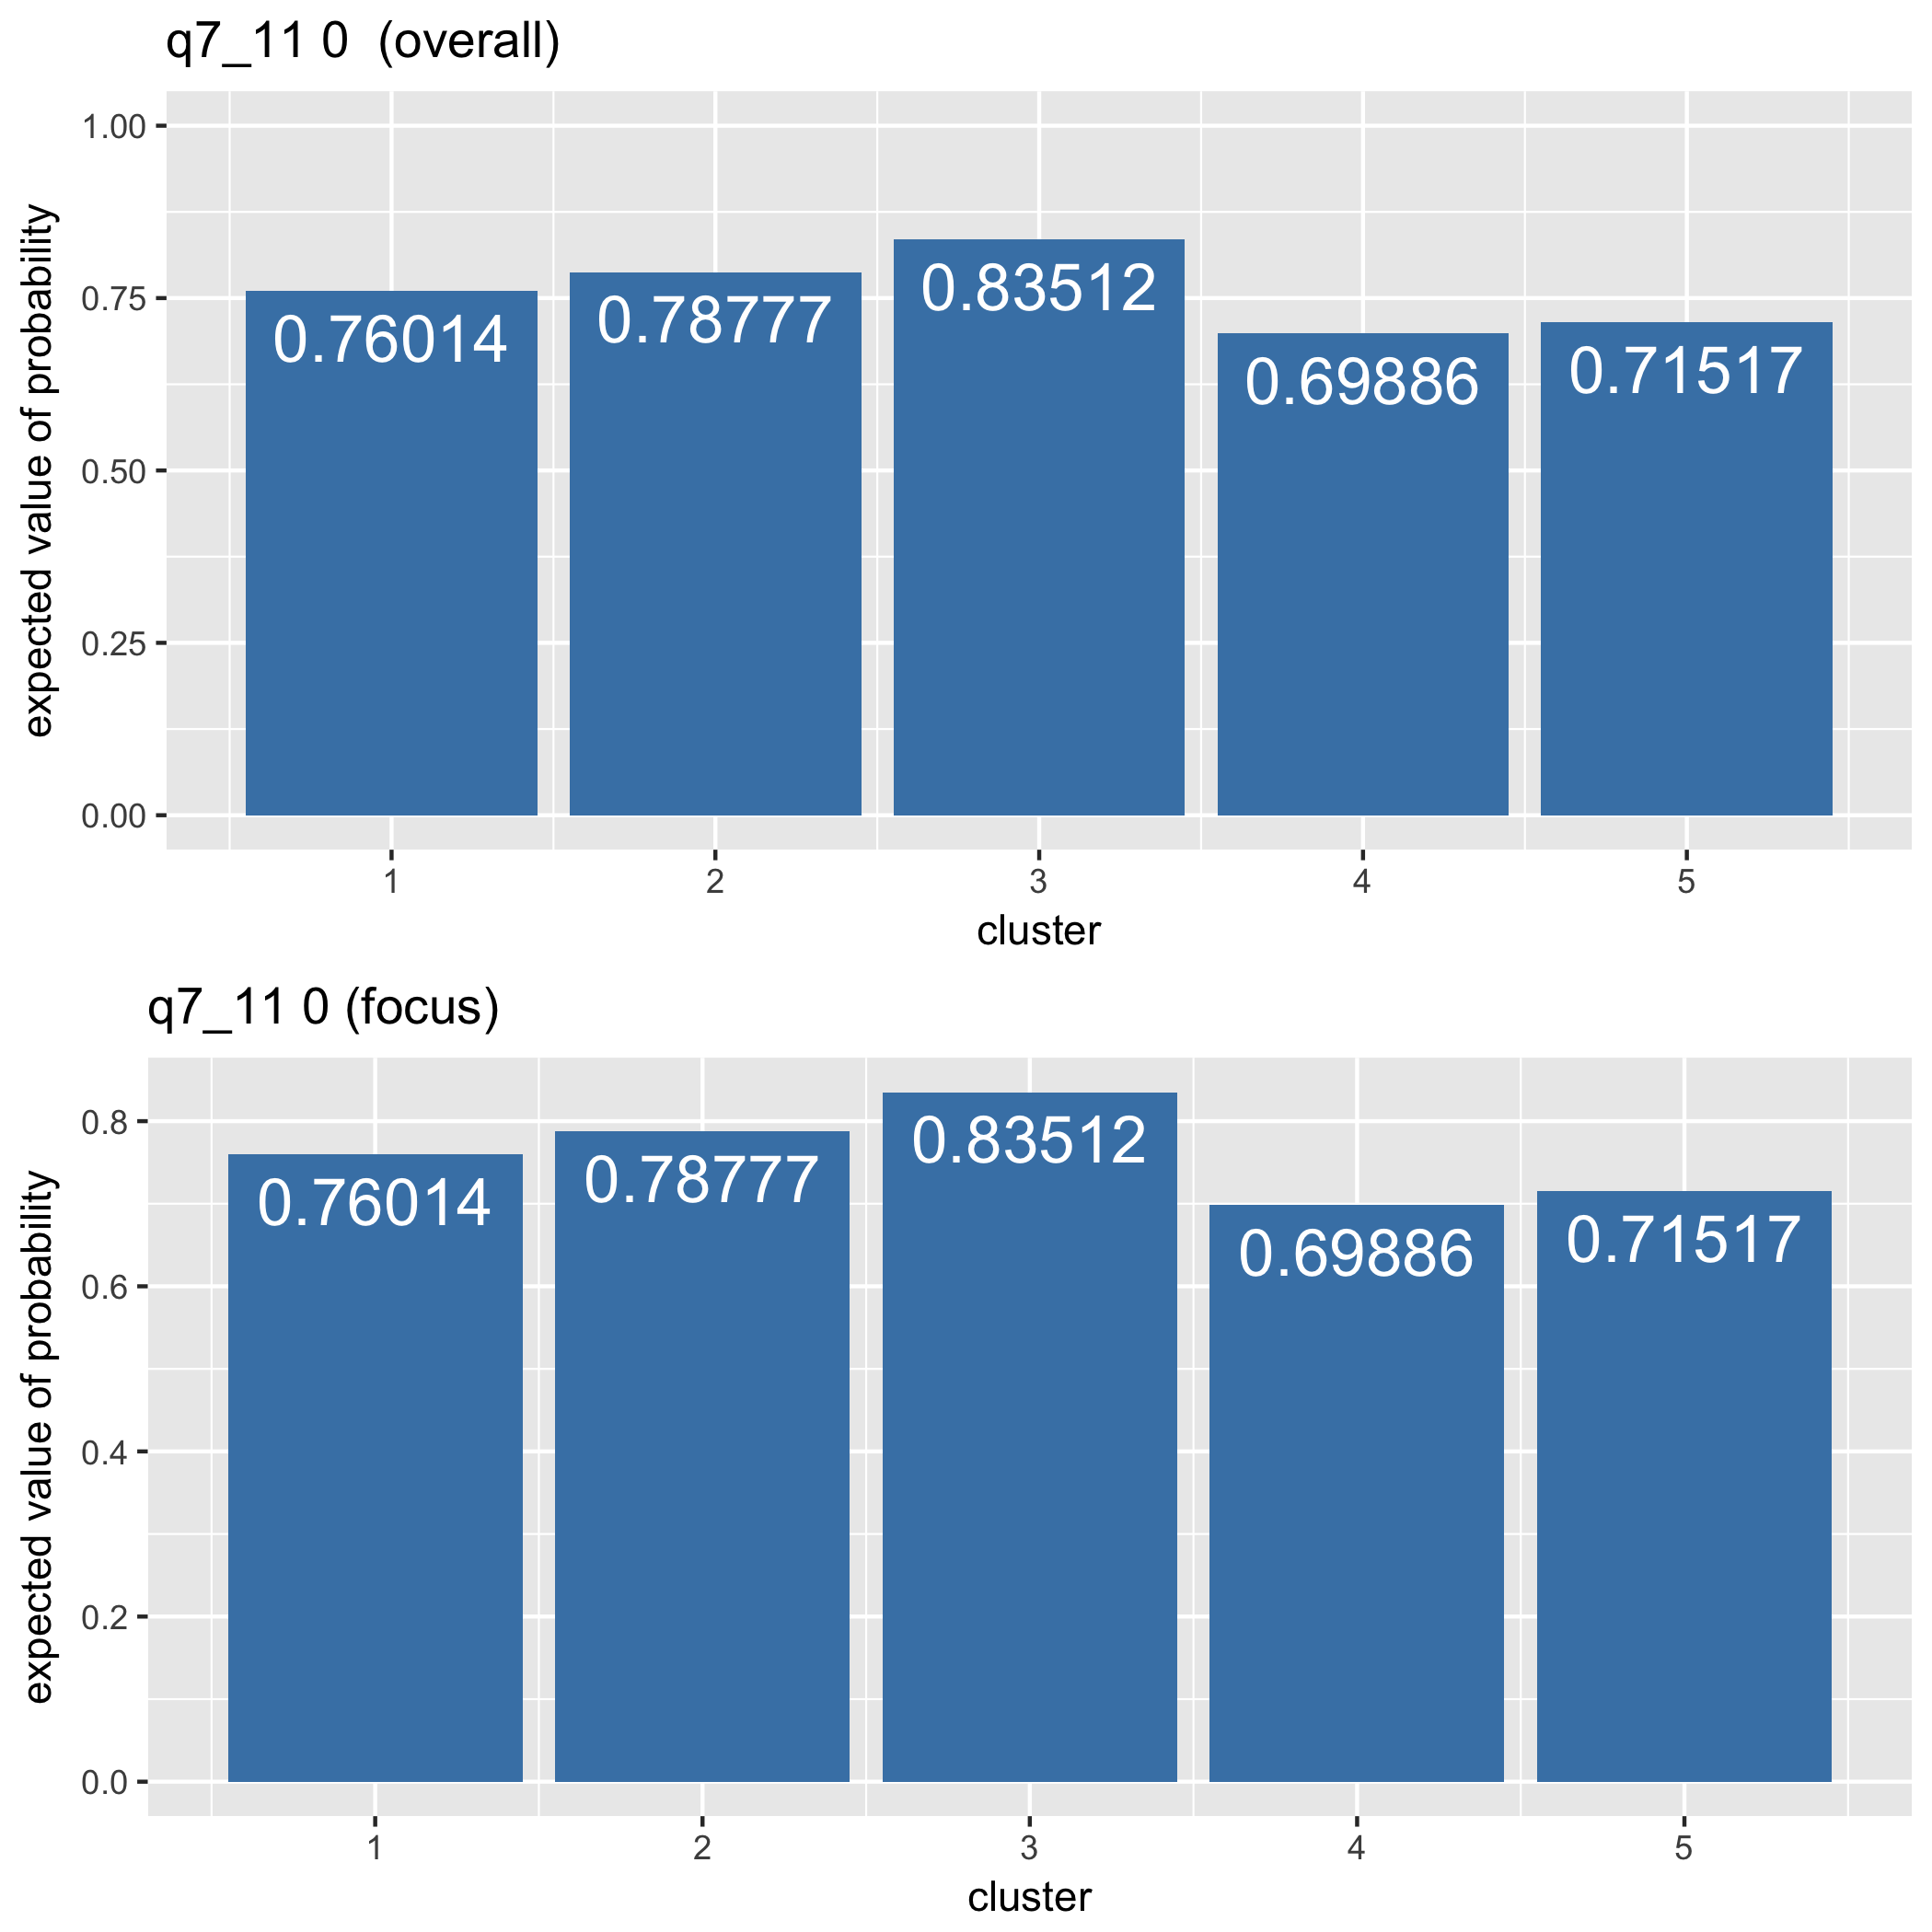 q7_11 0  (overall)
expected value of probability
1.00
0.75
0.50
0.25
0.00
0.76014
0.78777
0.83512
0.69886
0.71517
1 2 3 4 5
cluster
q7_11 0 (focus)
expected value of probability
0.8
0.6
0.4
0.2
0.0
0.76014
0.78777
0.83512
0.69886
0.71517
1 2 3 4 5
cluster